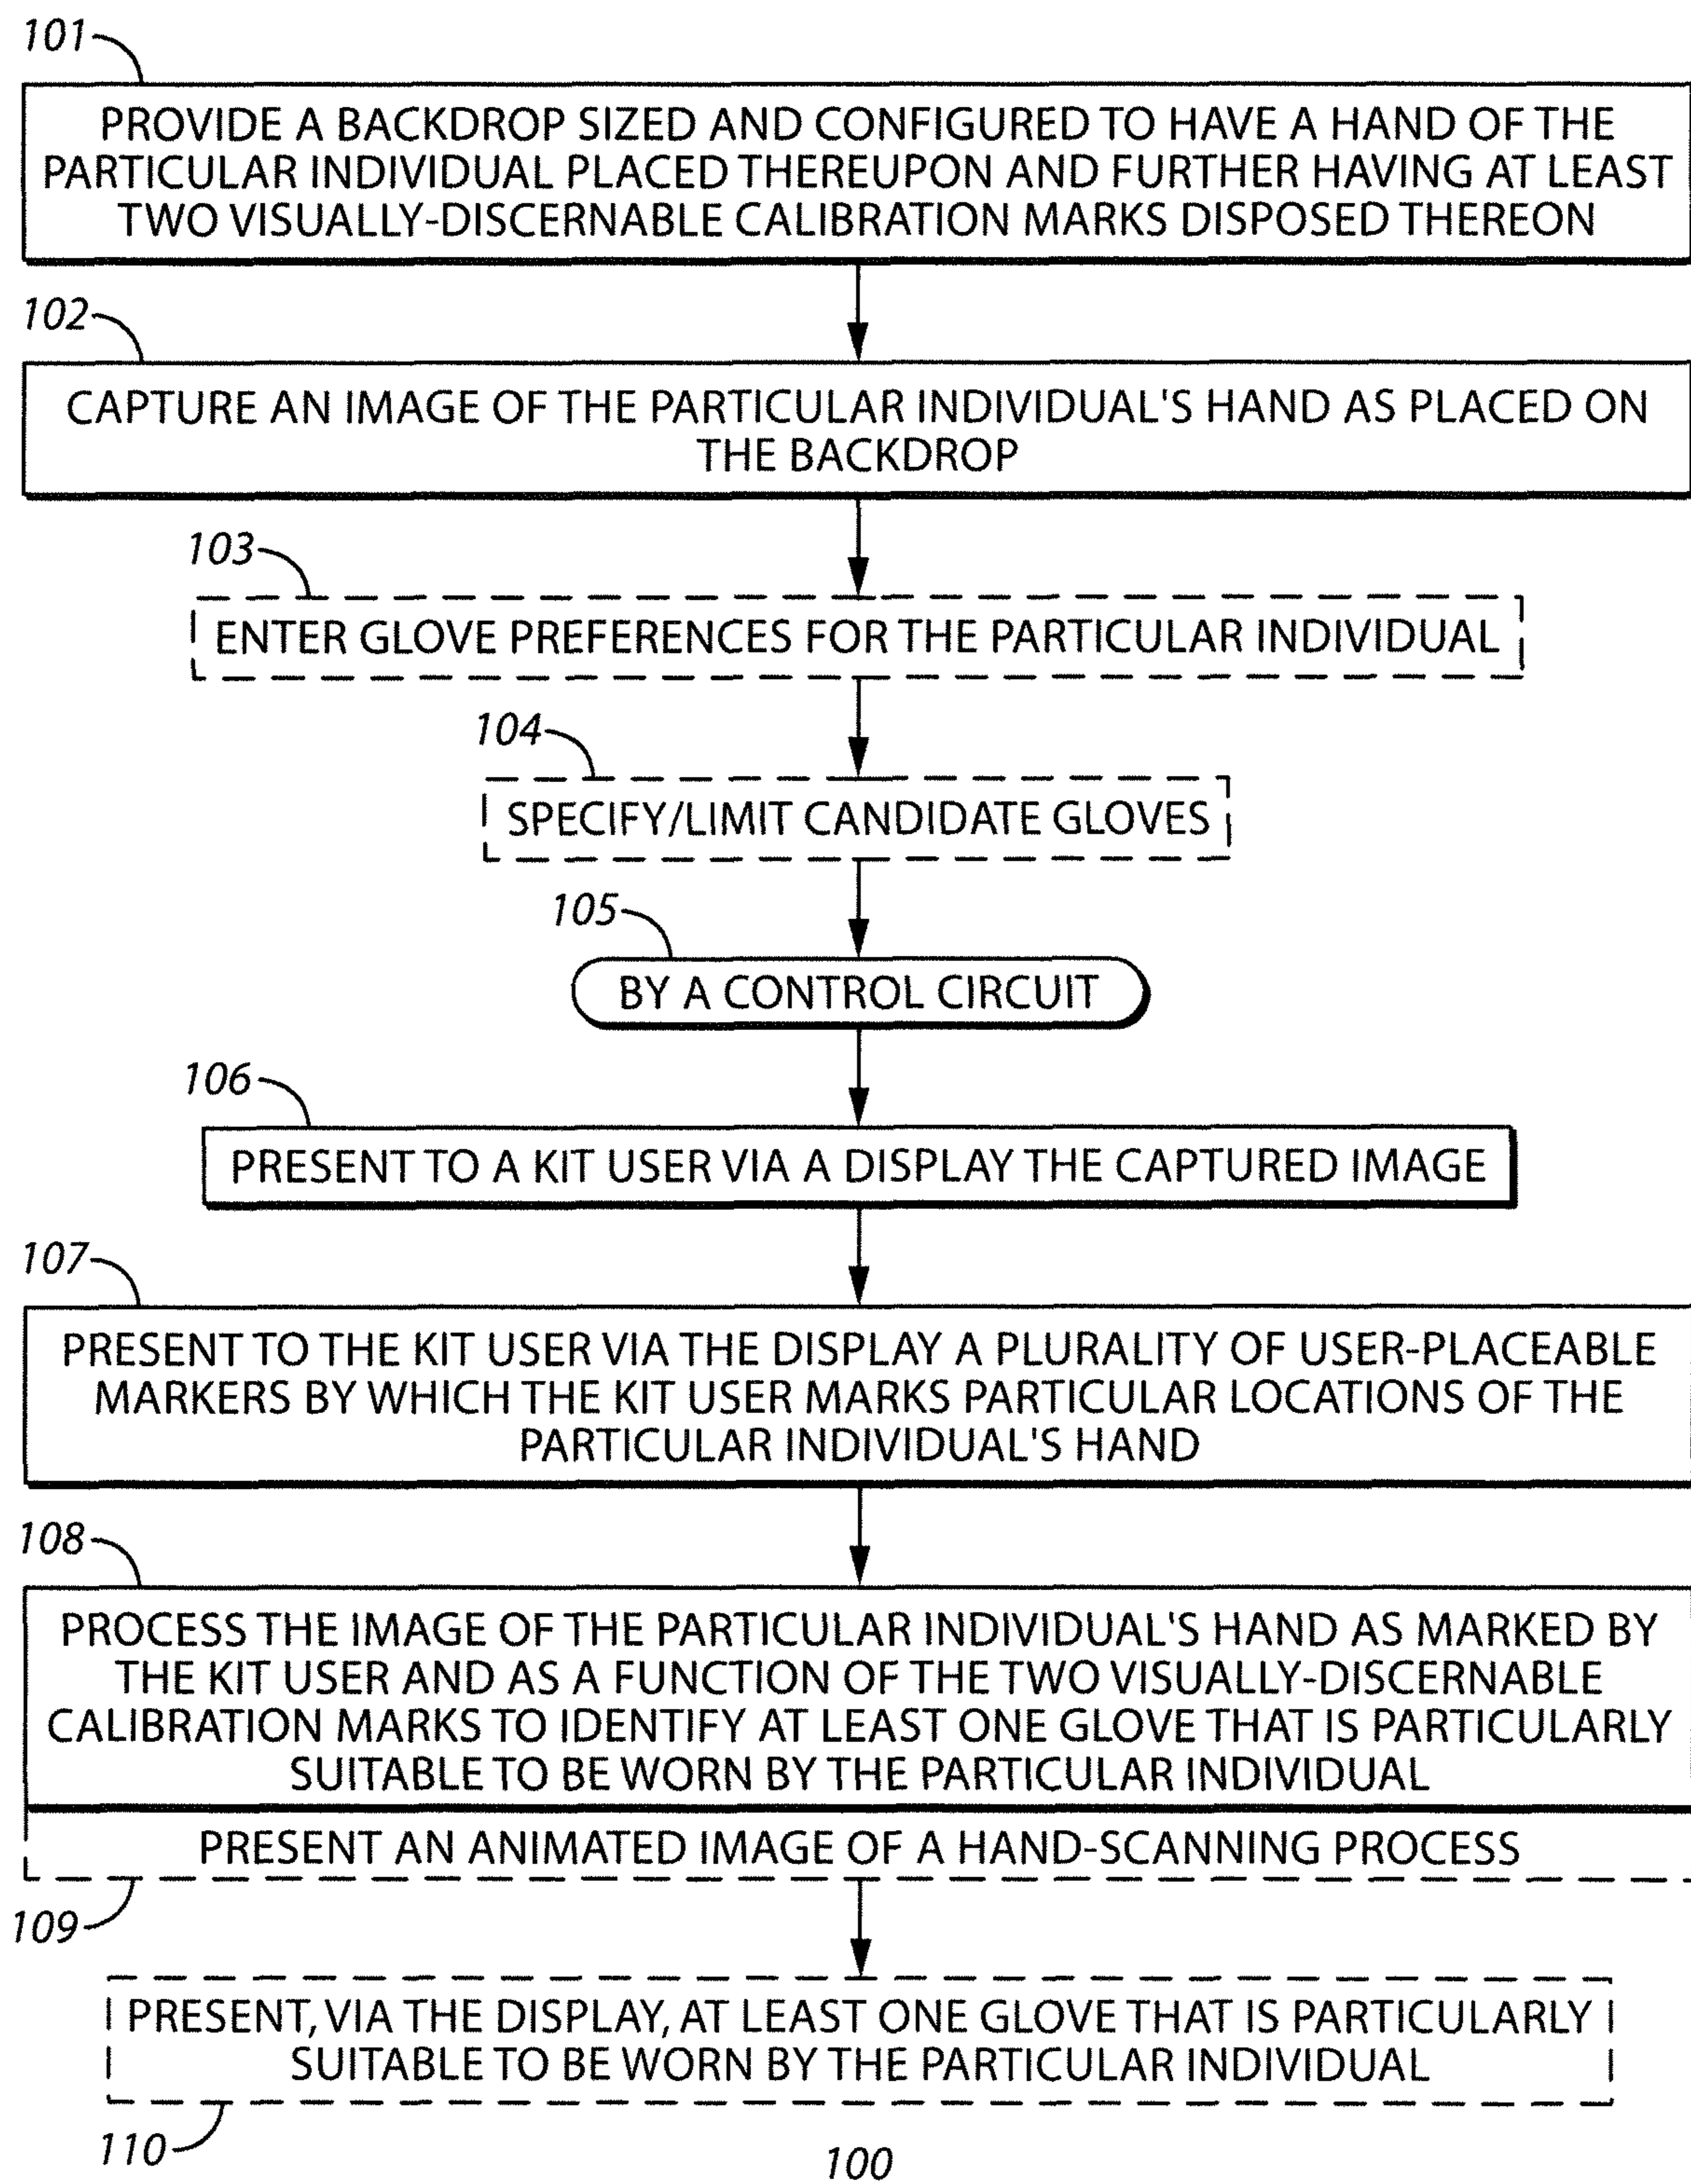 101
PROVIDE A BACKDROP SIZED AND CONFIGURED TO HAVE A HAND OF THE
PARTICULAR INDIVIDUAL PLACED THEREUPON AND FURTHER HAVING AT LEAST
TWO VISUALLY-DISCERNABLE CALIBRATION MARKS DISPOSED THEREON
102
CAPTURE AN IMAGE OF THE PARTICULAR INDIVIDUAL'S HAND AS PLACED ON
THE BACKDROP
103
ENTER GLOVE PREFERENCES FOR THE PARTICULAR INDIVIDUAL
104
SPECIFY/LIMIT CANDIDATE GLOVES
105
BY A CONTROL CIRCUIT
106
PRESENT TO A KIT USER VIA A DISPLAY THE CAPTURED IMAGE
107
PRESENT TO THE KIT USER VIA THE DISPLAY A PLURALITY OF USER-PLACEABLE
MARKERS BY WHICH THE KIT USER MARKS PARTICULAR LOCATIONS OF THE
PARTICULAR INDIVIDUAL'S HAND
108
PROCESS THE IMAGE OF THE PARTICULAR INDIVIDUAL'S HAND AS MARKED BY
THE KIT USER AND AS A FUNCTION OF THE TWO VISUALLY-DISCERNABLE
CALIBRATION MARKS TO IDENTIFY AT LEAST ONE GLOVE THAT IS PARTICULARLY
SUITABLE TO BE WORN BY THE PARTICULAR INDIVIDUAL
PRESENT AN ANIMATED IMAGE OF A HAND-SCANNING PROCESS
109
PRESENT, VIA THE DISPLAY, AT LEAST ONE GLOVE THAT IS PARTICULARLY
SUITABLE TO BE WORN BY THE PARTICULAR INDIVIDUAL
110
100